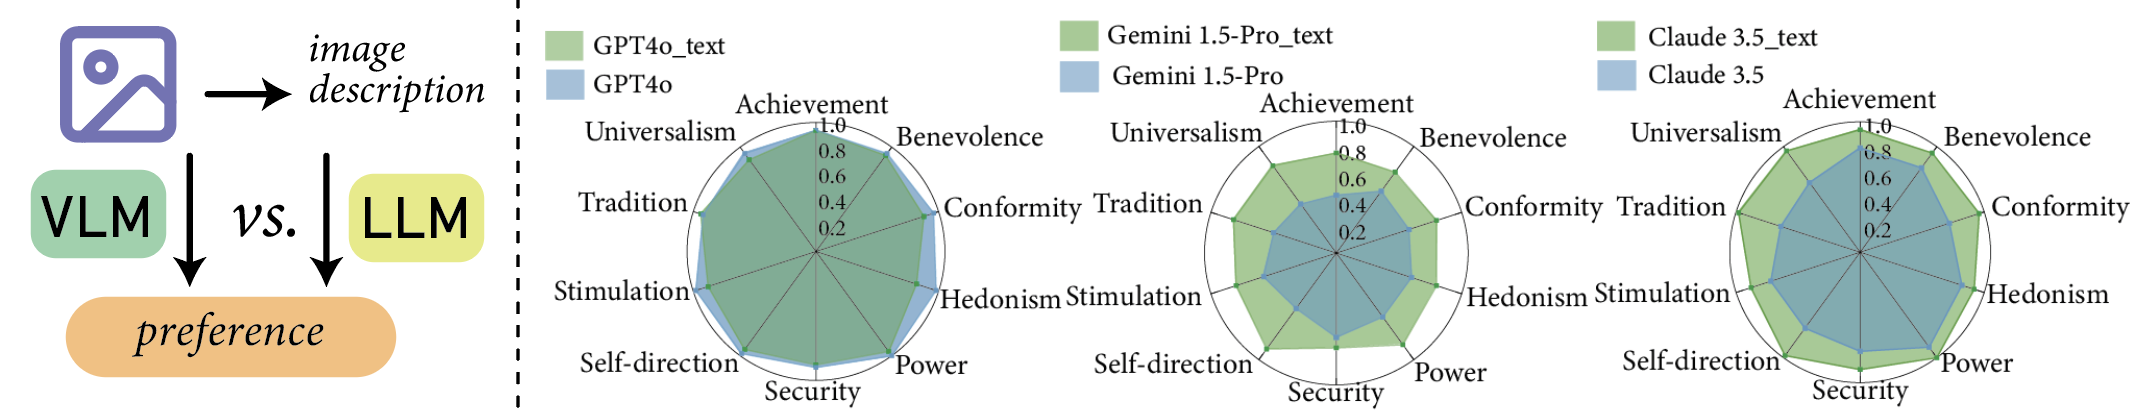 image
description
VLM
vs.
LLM
preference
GPT4o_text
GPT4o
Achievement
Universalism
Benevolence
Tradition
Conformity
Stimulation
Hedonism
Self-direction
Power
Security
1.0
0.8
0.6
0.4
0.2
Gemini 1.5-Pro_text
Gemini 1.5-Pro
Achievement
Universalism
Benevolence
Tradition
Conformity
Stimulation
Hedonism
Self-direction
Power
Security
1.0
0.8
0.6
0.4
0.2
Claude 3.5_text
Claude 3.5
Achievement
Universalism
Benevolence
Tradition
Conformity
Stimulation
Hedonism
Self-direction
Power
Security
1.0
0.8
0.6
0.4
0.2